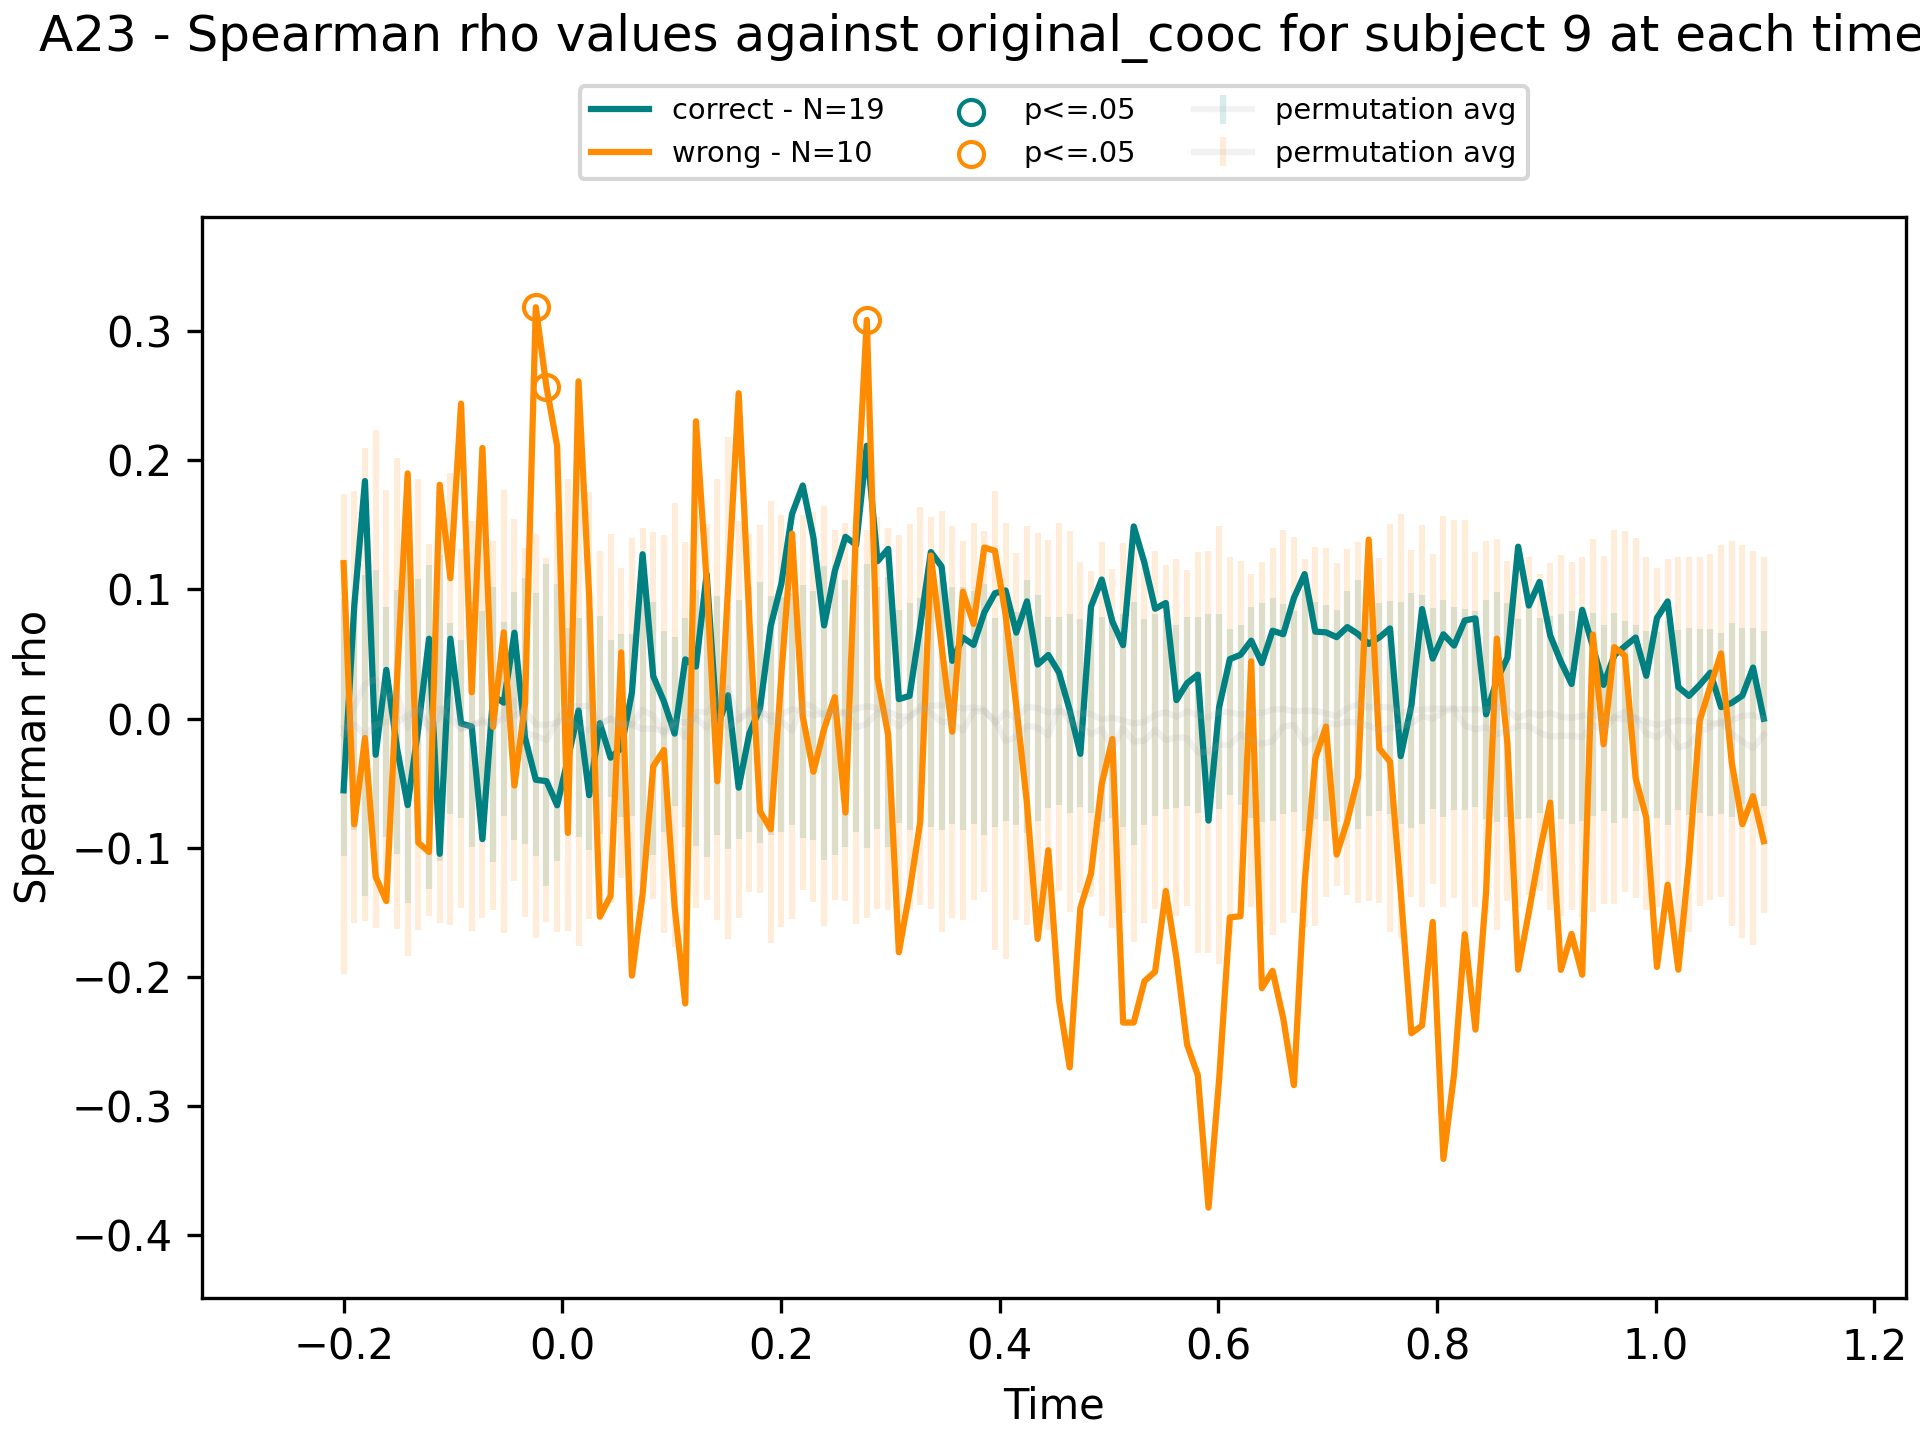 A23 - Spearman rho values against original_cooc for subject 9 at each time
correct - N=19
wrong - N=10
p<=.05
p<=.05
permutation avg
permutation avg
Spearman rho
0.3
0.2
0.1
0.0
−0.1
−0.2
−0.3
−0.4
−0.2 0.0 0.2 0.4 0.6 0.8 1.0 1.2
Time